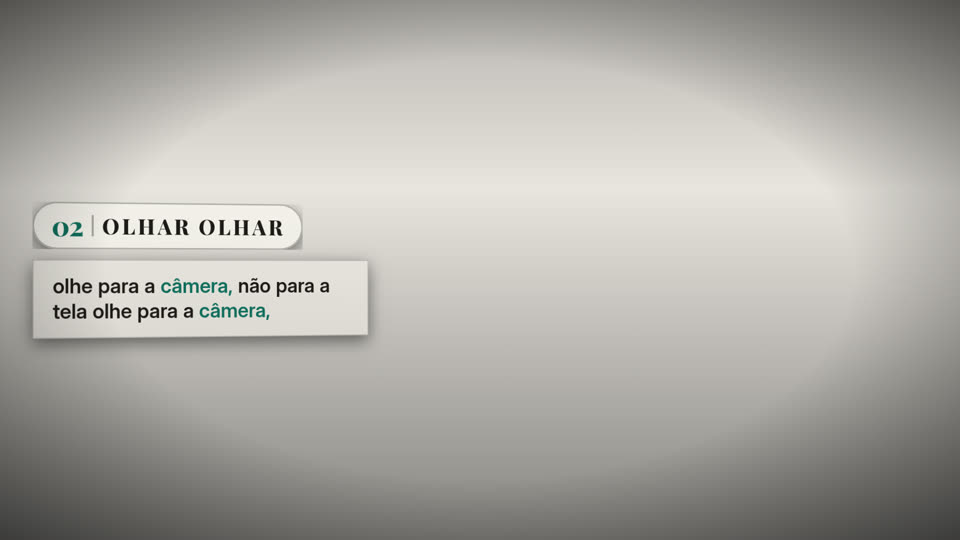 02 | OLHAR OLHAR
olhe para a câmera, não para a
tela olhe para a câmera,